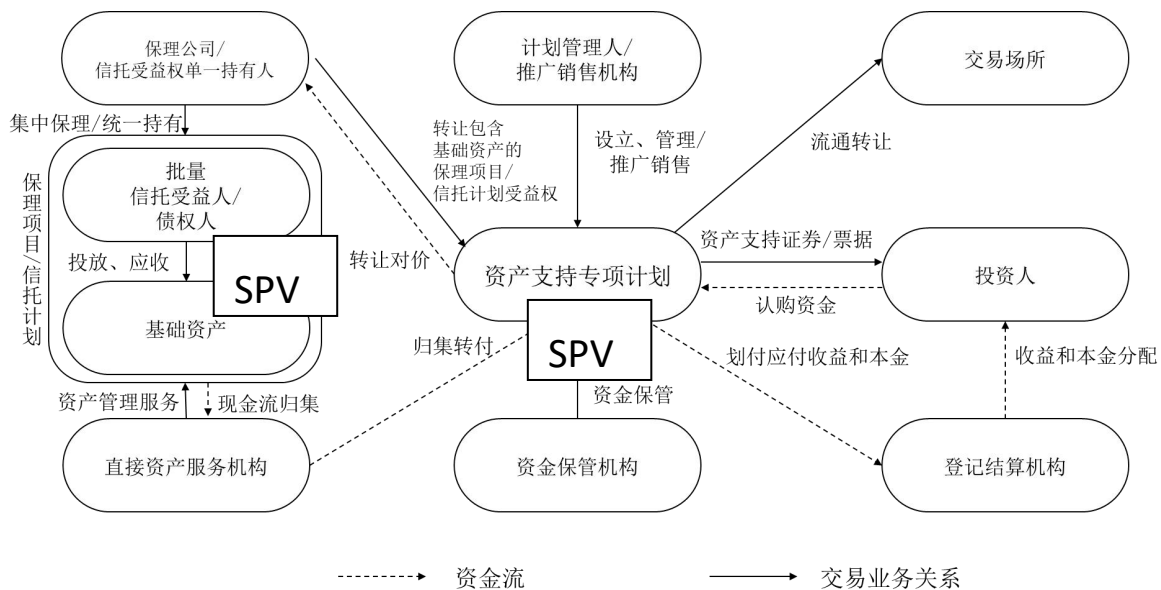 保理公司/
信托受益权单一持有人
计划管理人/
推广销售机构
交易场所
集中保理/统一持有
转让包含
基础资产的
保理项目/
信托计划受益权
设立、管理/
推广销售
流通转让
保理项目/信托计划
批量
信托受益人/
债权人
投放、应收
SPV
基础资产
转让对价
资产支持专项计划
SPV
资产支持证券/票据
认购资金
投资人
归集转付
划付应付收益和本金
收益和本金分配
资产管理服务
现金流归集
资金保管
直接资产服务机构
资金保管机构
登记结算机构
资金流
交易业务关系